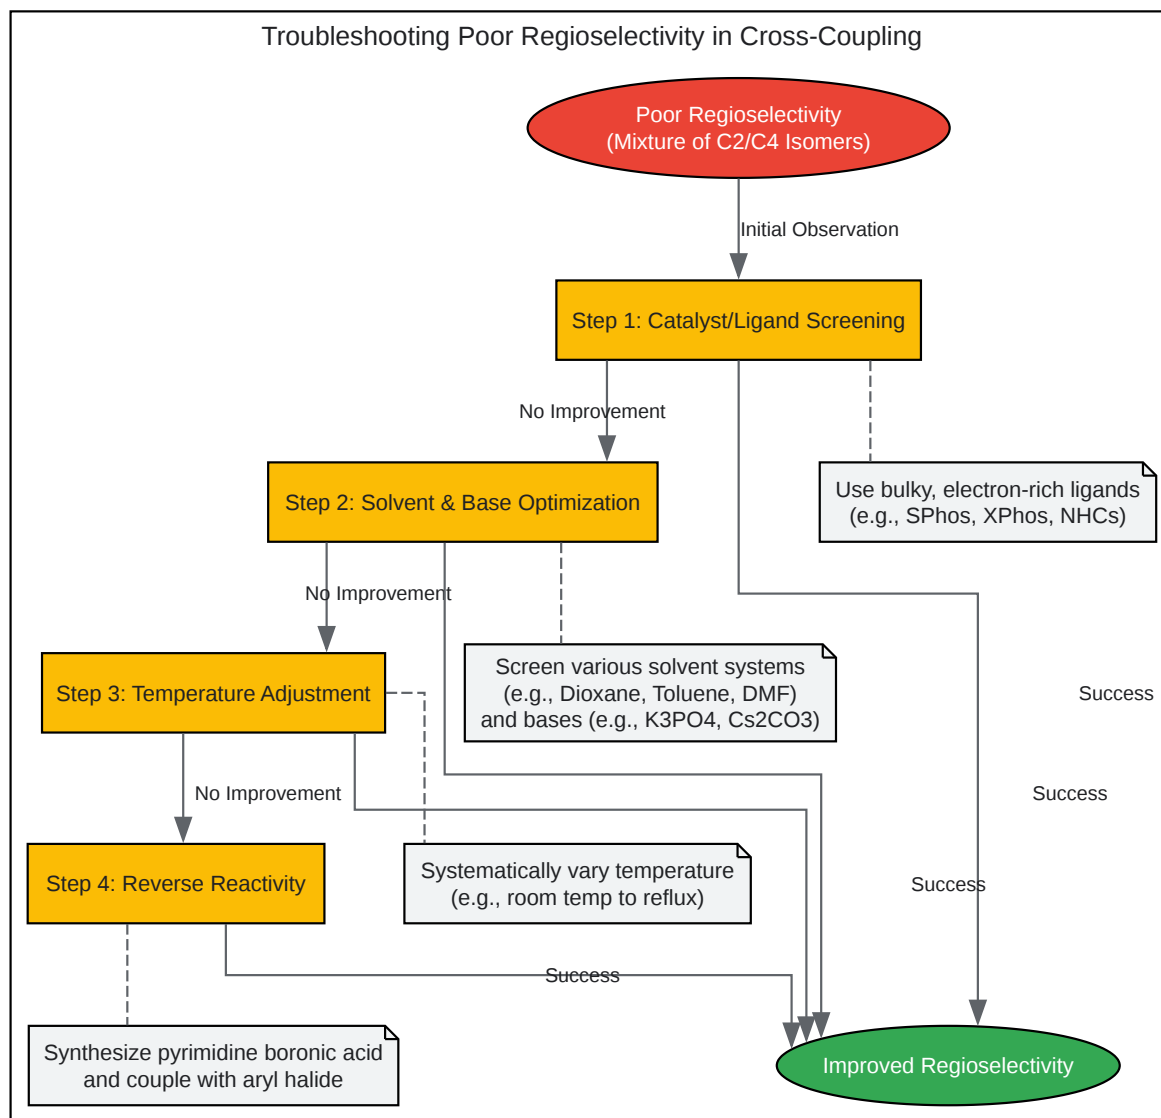 Troubleshooting Poor Regioselectivity in Cross-Coupling
Poor Regioselectivity
(Mixture of C2/C4 Isomers)
Initial Observation
Step 1: Catalyst/Ligand Screening
No Improvement
Use bulky, electron-rich ligands
(e.g., SPhos, XPhos, NHCs)
Step 2: Solvent & Base Optimization
No Improvement
Screen various solvent systems
(e.g., Dioxane, Toluene, DMF)
and bases (e.g., K3PO4, Cs2CO3)
Step 3: Temperature Adjustment
Success
No Improvement
Success
Systematically vary temperature
(e.g., room temp to reflux)
Step 4: Reverse Reactivity
Success
Success
Synthesize pyrimidine boronic acid
and couple with aryl halide
Improved Regioselectivity